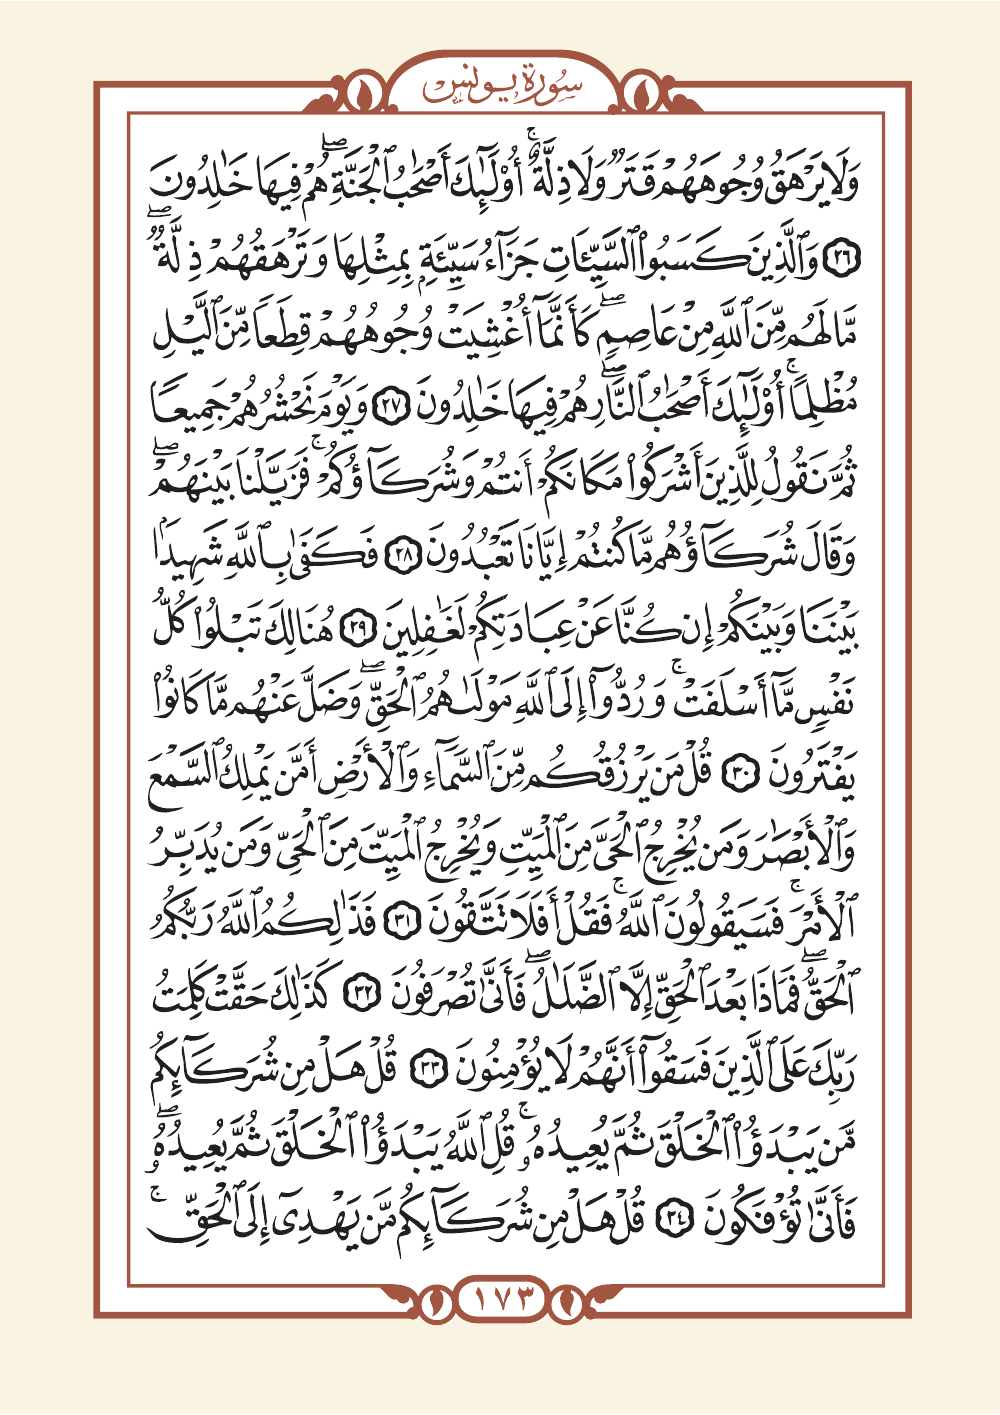 سُورَةُ يُونُسَ
وَلَا يَرْهَقُ وُجُوهَهُمْ قَتَرٌ وَلَا ذِلَّةٌ ۚ أُوْلَٰٓئِكَ أَصْحَٰبُ ٱلْجَنَّةِ ۖ هُمْ فِيهَا خَٰلِدُونَ
٢٦ وَٱلَّذِينَ كَسَبُوا۟ ٱلسَّيِّـَٔاتِ جَزَآءُ سَيِّئَةٍۭ بِمِثْلِهَا وَتَرْهَقُهُمْ ذِلَّةٌ ۖ
مَّا لَهُم مِّنَ ٱللَّهِ مِنْ عَاصِمٍ ۖ كَأَنَّمَآ أُغْشِيَتْ وُجُوهُهُمْ قِطَعًا مِّنَ ٱلَّيْلِ
مُظْلِمًا ۚ أُوْلَٰٓئِكَ أَصْحَٰبُ ٱلنَّارِ ۖ هُمْ فِيهَا خَٰلِدُونَ ٢٧ وَيَوْمَ نَحْشُرُهُمْ جَمِيعًا
ثُمَّ نَقُولُ لِلَّذِينَ أَشْرَكُوا۟ مَكَانَكُمْ أَنتُمْ وَشُرَكَآؤُكُمْ ۚ فَزَيَّلْنَا بَيْنَهُمْ ۖ
وَقَالَ شُرَكَآؤُهُم مَّا كُنتُمْ إِيَّانَا تَعْبُدُونَ ٢٨ فَكَفَىٰ بِٱللَّهِ شَهِيدًۢا
بَيْنَنَا وَبَيْنَكُمْ إِن كُنَّا عَنْ عِبَادَتِكُمْ لَغَٰفِلِينَ ٢٩ هُنَالِكَ تَبْلُوا۟ كُلُّ
نَفْسٍ مَّآ أَسْلَفَتْ ۚ وَرُدُّوٓا۟ إِلَى ٱللَّهِ مَوْلَىٰهُمُ ٱلْحَقِّ ۖ وَضَلَّ عَنْهُم مَّا كَانُوا۟
يَفْتَرُونَ ٣٠ قُلْ مَن يَرْزُقُكُم مِّنَ ٱلسَّمَآءِ وَٱلْأَرْضِ أَمَّن يَمْلِكُ ٱلسَّمْعَ
وَٱلْأَبْصَٰرَ وَمَن يُخْرِجُ ٱلْحَىَّ مِنَ ٱلْمَيِّتِ وَيُخْرِجُ ٱلْمَيِّتَ مِنَ ٱلْحَىِّ وَمَن يُدَبِّرُ
ٱلْأَمْرَ ۚ فَسَيَقُولُونَ ٱللَّهُ ۚ فَقُلْ أَفَلَا تَتَّقُونَ ٣١ فَذَٰلِكُمُ ٱللَّهُ رَبُّكُمُ
ٱلْحَقُّ ۖ فَمَاذَا بَعْدَ ٱلْحَقِّ إِلَّا ٱلضَّلَٰلُ ۖ فَأَنَّىٰ تُصْرَفُونَ ٣٢ كَذَٰلِكَ حَقَّتْ كَلِمَتُ
رَبِّكَ عَلَى ٱلَّذِينَ فَسَقُوٓا۟ أَنَّهُمْ لَا يُؤْمِنُونَ ٣٣ قُلْ هَلْ مِن شُرَكَآئِكُم
مَّن يَبْدَؤُا۟ ٱلْخَلْقَ ثُمَّ يُعِيدُهُۥ ۚ قُلِ ٱللَّهُ يَبْدَؤُا۟ ٱلْخَلْقَ ثُمَّ يُعِيدُهُۥ ۖ
فَأَنَّىٰ تُؤْفَكُونَ ٣٤ قُلْ هَلْ مِن شُرَكَآئِكُم مَّن يَهْدِىٓ إِلَى ٱلْحَقِّ ۚ
١٧٣